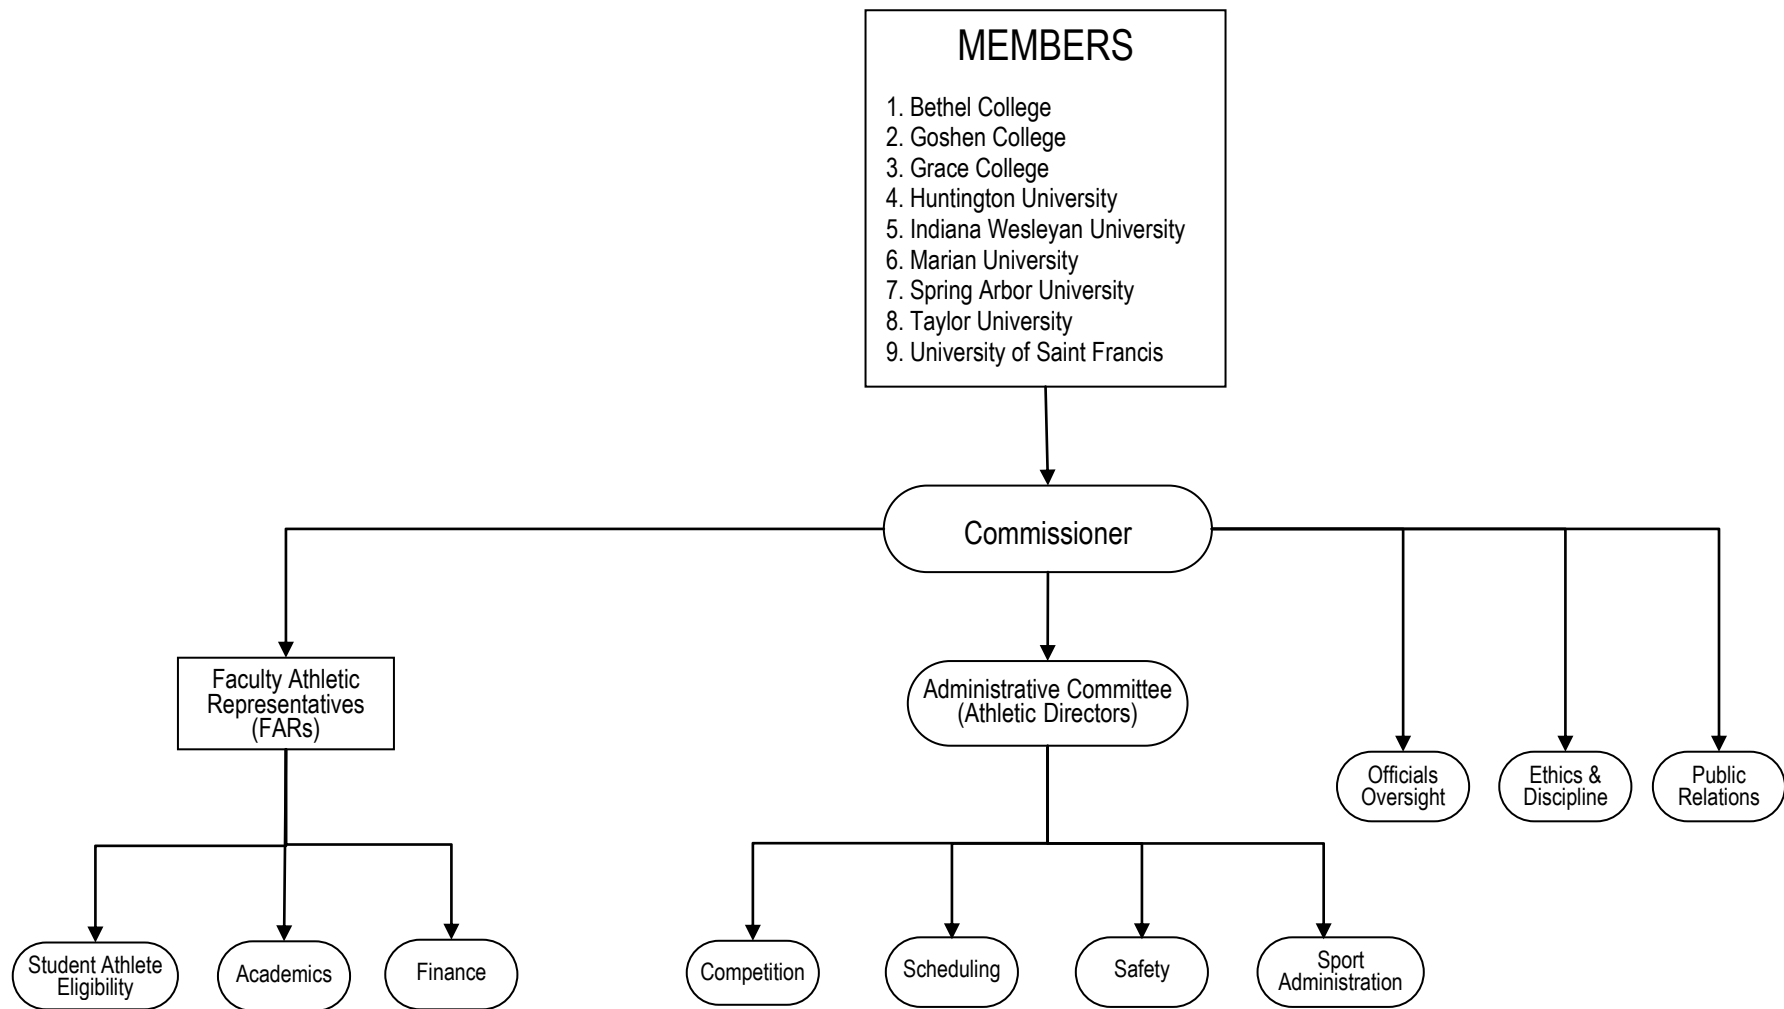 MEMBERS
1. Bethel College
2. Goshen College
3. Grace College
4. Huntington University
5. Indiana Wesleyan University
6. Marian University
7. Spring Arbor University
8. Taylor University
9. University of Saint Francis
Commissioner
Faculty Athletic
Representatives
(FARs)
Administrative Committee
(Athletic Directors)
Officials
Oversight
Ethics &
Discipline
Public
Relations
Student Athlete
Eligibility
Academics
Finance
Competition
Scheduling
Safety
Sport
Administration